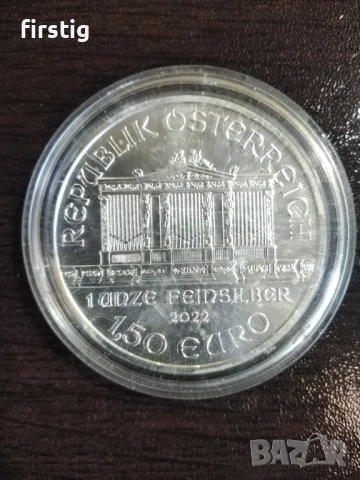 firstig
REPUBLIK ÖSTERREICH
1 UNZE FEINSILBER
2022
1,50 EURO
BAZAR